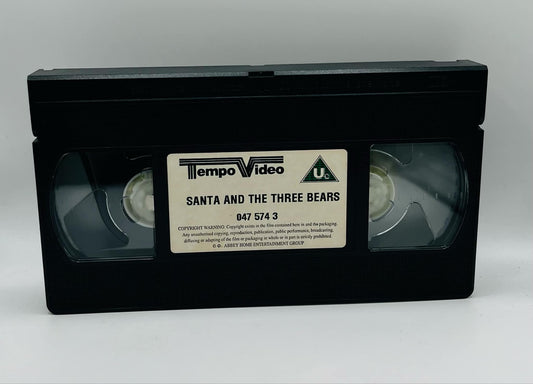 Tempo Video
Uc
SANTA AND THE THREE BEARS
047 574 3
COPYRIGHT WARNING: Copyright exists in the film contained here in and the packaging.
Any unauthorised copying, reproduction, publication, public performance, broadcasting,
diffusing or adapting of the film or packaging in whole or in part is strictly prohibited.
© ℗. ABBEY HOME ENTERTAINMENT GROUP